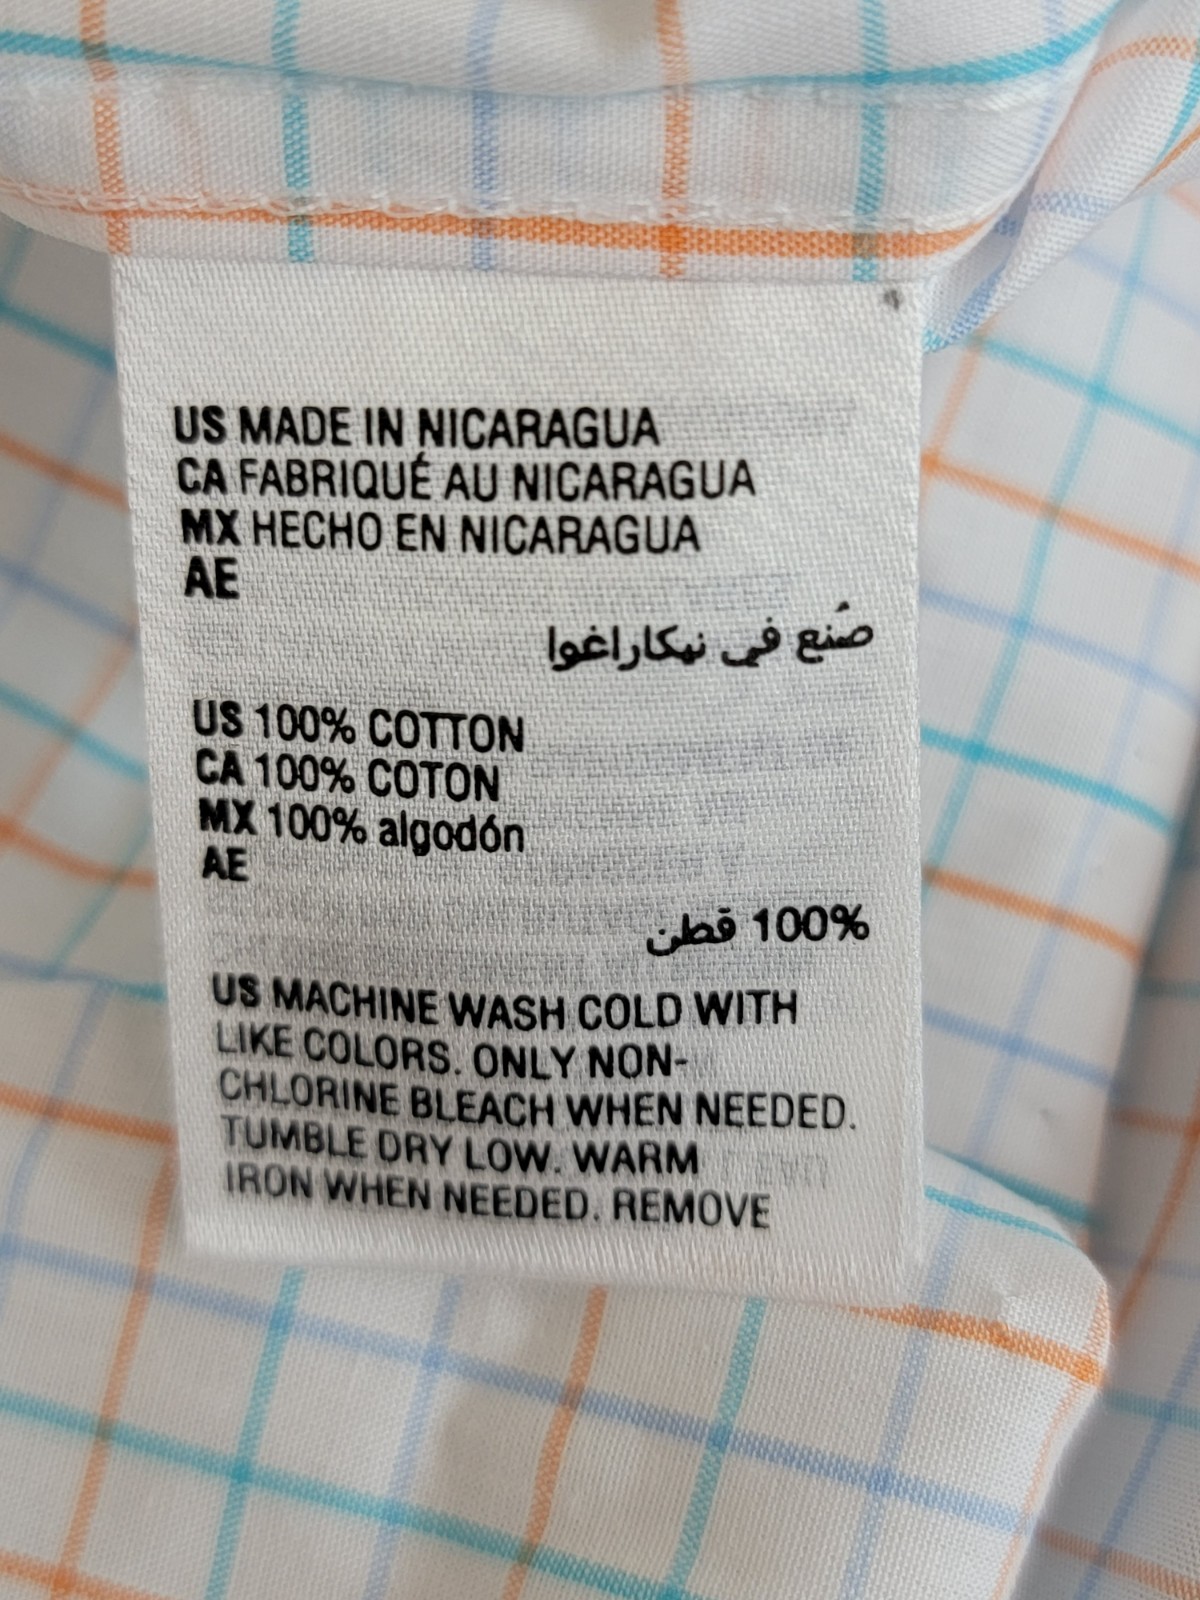 US MADE IN NICARAGUA
CA FABRIQUÉ AU NICARAGUA
MX HECHO EN NICARAGUA
AE
صُنع في نيكاراغوا
US 100% COTTON
CA 100% COTON
MX 100% algodón
AE
100% قطن
US MACHINE WASH COLD WITH
LIKE COLORS. ONLY NON-
CHLORINE BLEACH WHEN NEEDED.
TUMBLE DRY LOW. WARM
IRON WHEN NEEDED. REMOVE